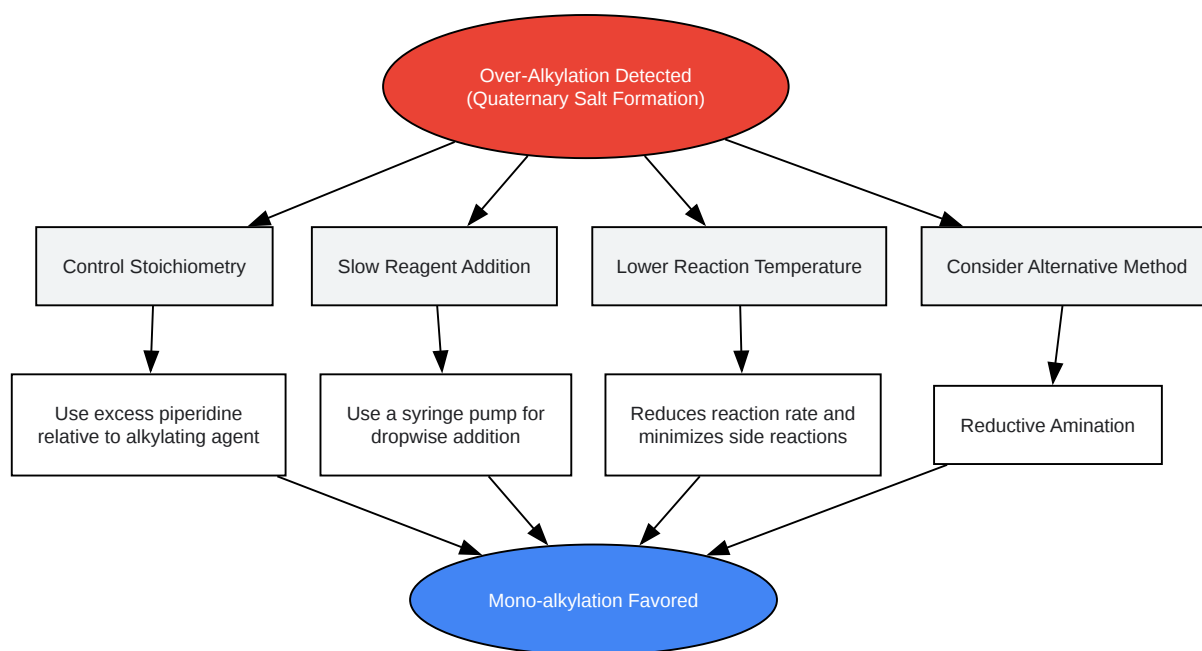 Over-Alkylation Detected
(Quaternary Salt Formation)
Control Stoichiometry
Slow Reagent Addition
Lower Reaction Temperature
Consider Alternative Method
Use excess piperidine
relative to alkylating agent
Use a syringe pump for
dropwise addition
Reduces reaction rate and
minimizes side reactions
Reductive Amination
Mono-alkylation Favored